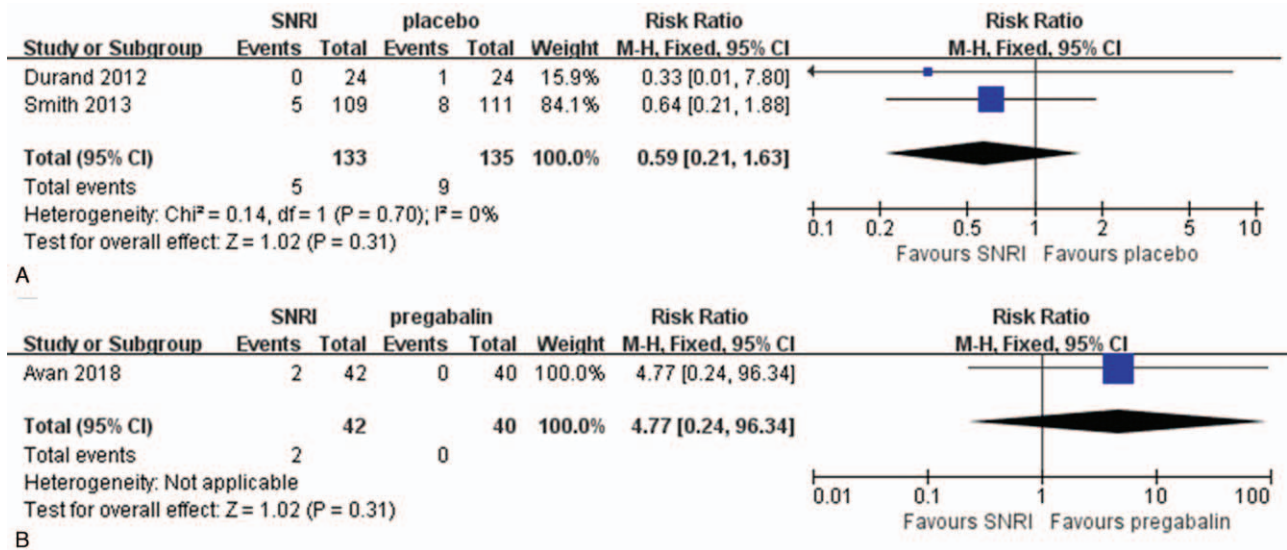 SNRI placebo Risk Ratio Risk Ratio
Study or Subgroup Events Total Events Total Weight M-H, Fixed, 95% CI M-H, Fixed, 95% CI
Durand 2012 0 24 1 24 15.9% 0.33 [0.01, 7.80]
Smith 2013 5 109 8 111 84.1% 0.64 [0.21, 1.88]
Total (95% CI) 133 135 100.0% 0.59 [0.21, 1.63]
Total events 5 9
Heterogeneity: Chi² = 0.14, df = 1 (P = 0.70); I² = 0%
Test for overall effect: Z = 1.02 (P = 0.31)
0.1 0.2 0.5 1 2 5 10
Favours SNRI Favours placebo
A
SNRI pregabalin Risk Ratio Risk Ratio
Study or Subgroup Events Total Events Total Weight M-H, Fixed, 95% CI M-H, Fixed, 95% CI
Avan 2018 2 42 0 40 100.0% 4.77 [0.24, 96.34]
Total (95% CI) 42 40 100.0% 4.77 [0.24, 96.34]
Total events 2 0
Heterogeneity: Not applicable
Test for overall effect: Z = 1.02 (P = 0.31)
0.01 0.1 1 10 100
Favours SNRI Favours pregabalin
B